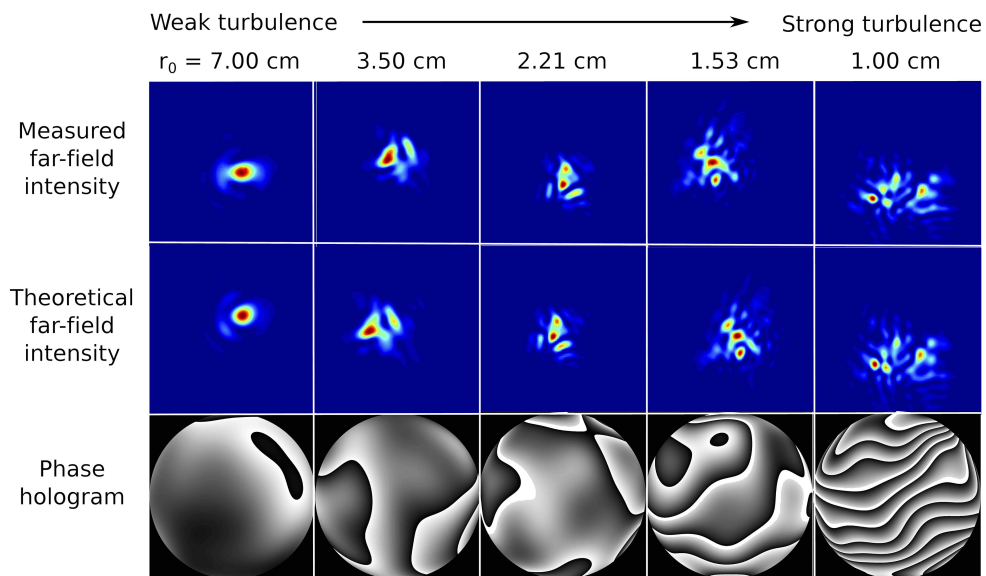 Weak turbulence
Strong turbulence
r₀ = 7.00 cm
3.50 cm
2.21 cm
1.53 cm
1.00 cm
Measured
far-field
intensity
Theoretical
far-field
intensity
Phase
hologram